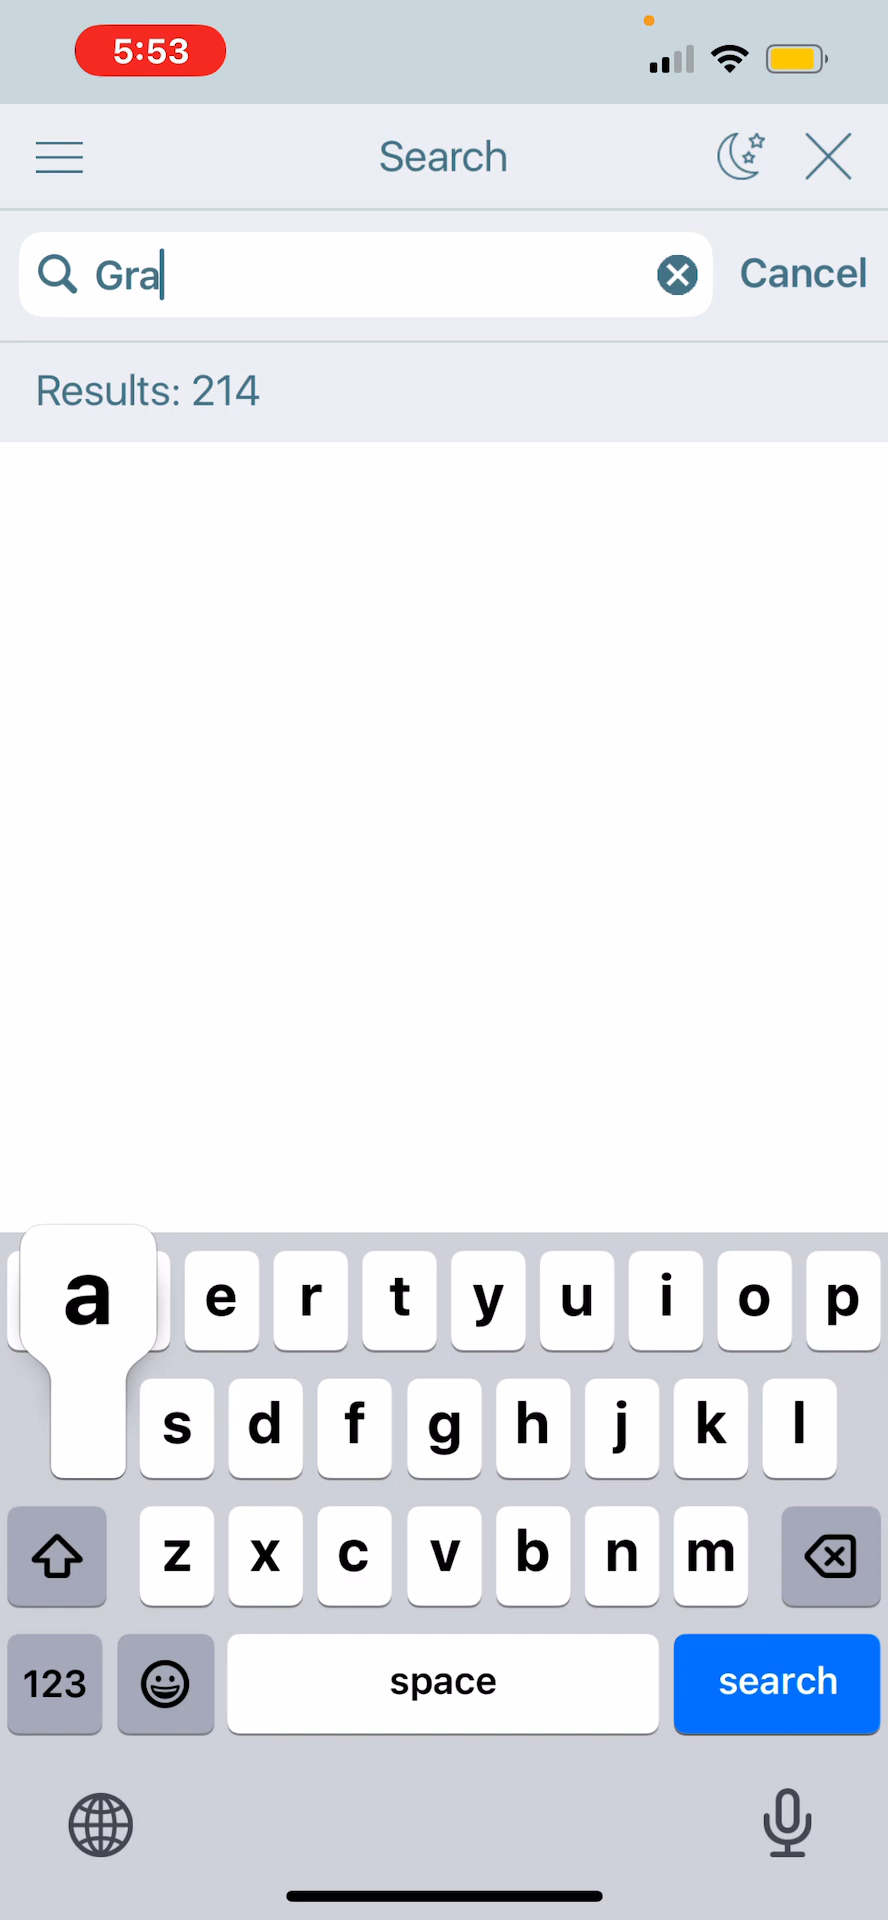 5:53
Search
Gra
Cancel
Results: 214
a
e r t y u i o p
s d f g h j k l
z x c v b n m
123 space search